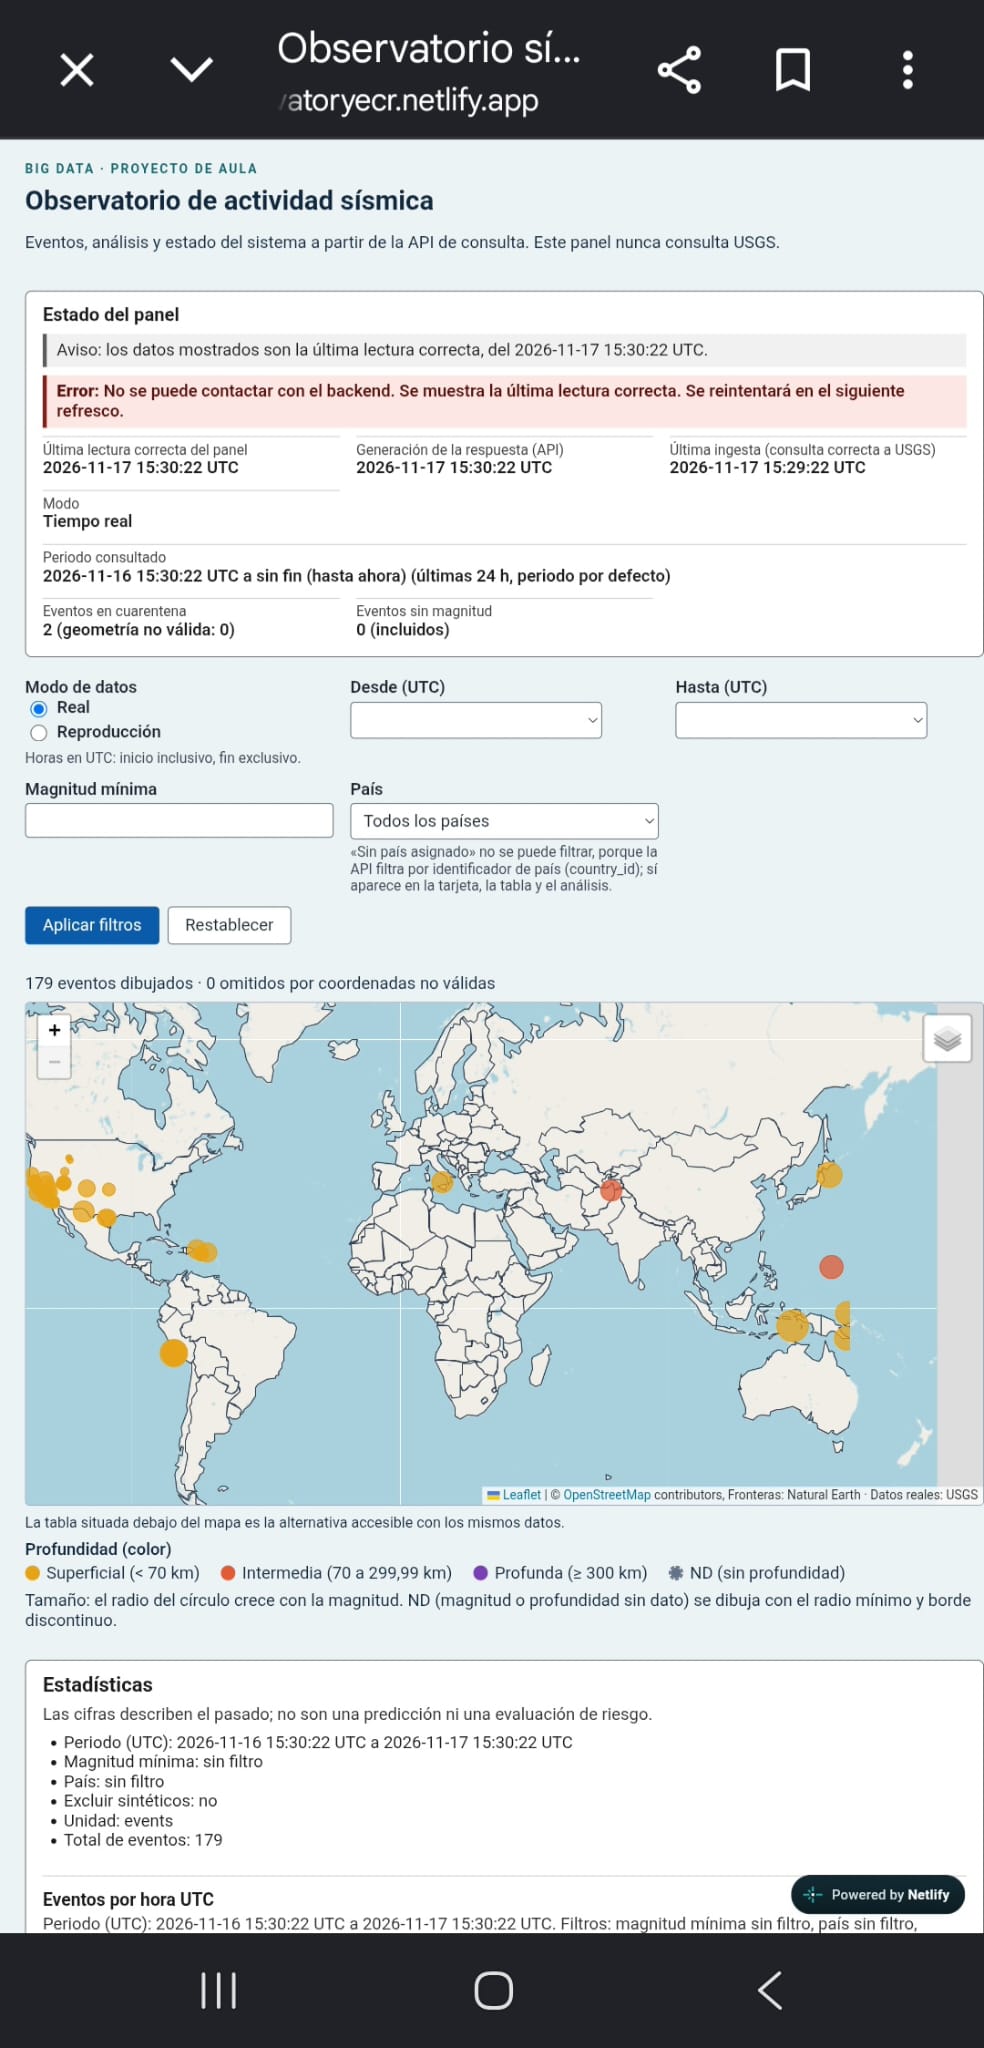 Observatorio sí...
/atoryecr.netlify.app
BIG DATA · PROYECTO DE AULA
Observatorio de actividad sísmica
Eventos, análisis y estado del sistema a partir de la API de consulta. Este panel nunca consulta USGS.
Estado del panel
Aviso: los datos mostrados son la última lectura correcta, del 2026-11-17 15:30:22 UTC.
Error: No se puede contactar con el backend. Se muestra la última lectura correcta. Se reintentará en el siguiente
refresco.
Última lectura correcta del panel
2026-11-17 15:30:22 UTC
Generación de la respuesta (API)
2026-11-17 15:30:22 UTC
Última ingesta (consulta correcta a USGS)
2026-11-17 15:29:22 UTC
Modo
Tiempo real
Periodo consultado
2026-11-16 15:30:22 UTC a sin fin (hasta ahora) (últimas 24 h, periodo por defecto)
Eventos en cuarentena
2 (geometría no válida: 0)
Eventos sin magnitud
0 (incluidos)
Modo de datos
Real
Reproducción
Horas en UTC: inicio inclusivo, fin exclusivo.
Desde (UTC)
Hasta (UTC)
Magnitud mínima
País
Todos los países
«Sin país asignado» no se puede filtrar, porque la
API filtra por identificador de país (country_id); sí
aparece en la tarjeta, la tabla y el análisis.
Aplicar filtros
Restablecer
179 eventos dibujados · 0 omitidos por coordenadas no válidas
+
−
Leaflet | © OpenStreetMap contributors, Fronteras: Natural Earth · Datos reales: USGS
La tabla situada debajo del mapa es la alternativa accesible con los mismos datos.
Profundidad (color)
Superficial (< 70 km)
Intermedia (70 a 299,99 km)
Profunda (≥ 300 km)
ND (sin profundidad)
Tamaño: el radio del círculo crece con la magnitud. ND (magnitud o profundidad sin dato) se dibuja con el radio mínimo y borde
discontinuo.
Estadísticas
Las cifras describen el pasado; no son una predicción ni una evaluación de riesgo.
• Periodo (UTC): 2026-11-16 15:30:22 UTC a 2026-11-17 15:30:22 UTC
• Magnitud mínima: sin filtro
• País: sin filtro
• Excluir sintéticos: no
• Unidad: events
• Total de eventos: 179
Eventos por hora UTC
Powered by Netlify
Periodo (UTC): 2026-11-16 15:30:22 UTC a 2026-11-17 15:30:22 UTC. Filtros: magnitud mínima sin filtro, país sin filtro,